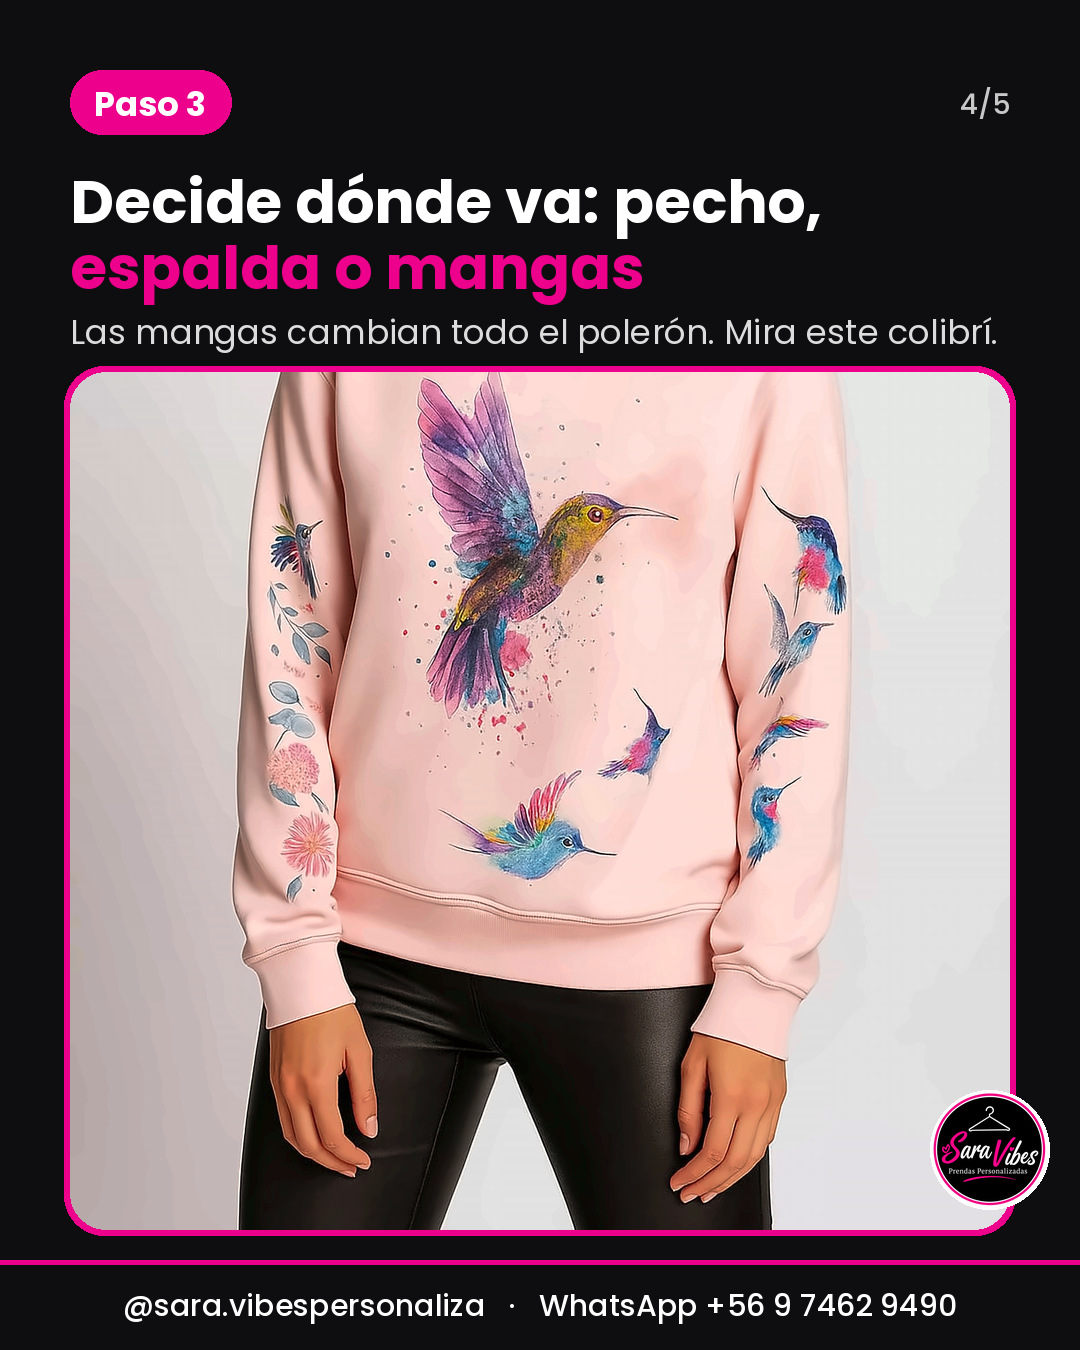 Paso 3
4/5
Decide dónde va: pecho,
espalda o mangas
Las mangas cambian todo el polerón. Mira este colibrí.
Sara Vibes
Prendas Personalizadas
@sara.vibespersonaliza · WhatsApp +56 9 7462 9490